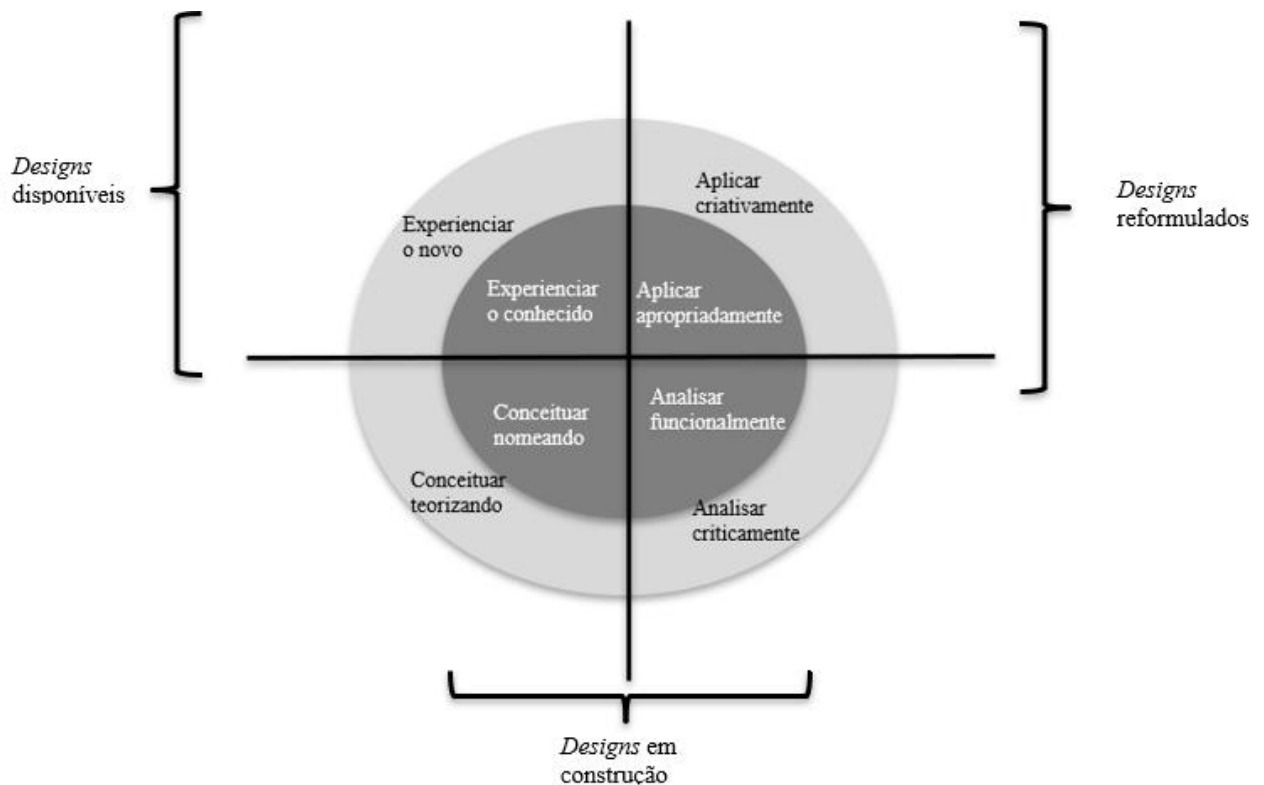 Designs
disponíveis
Experienciar
o novo
Aplicar
criativamente
Designs
reformulados
Experienciar
o conhecido
Aplicar
apropriadamente
Conceituar
nomeando
Analisar
funcionalmente
Conceituar
teorizando
Analisar
criticamente
Designs em
construção